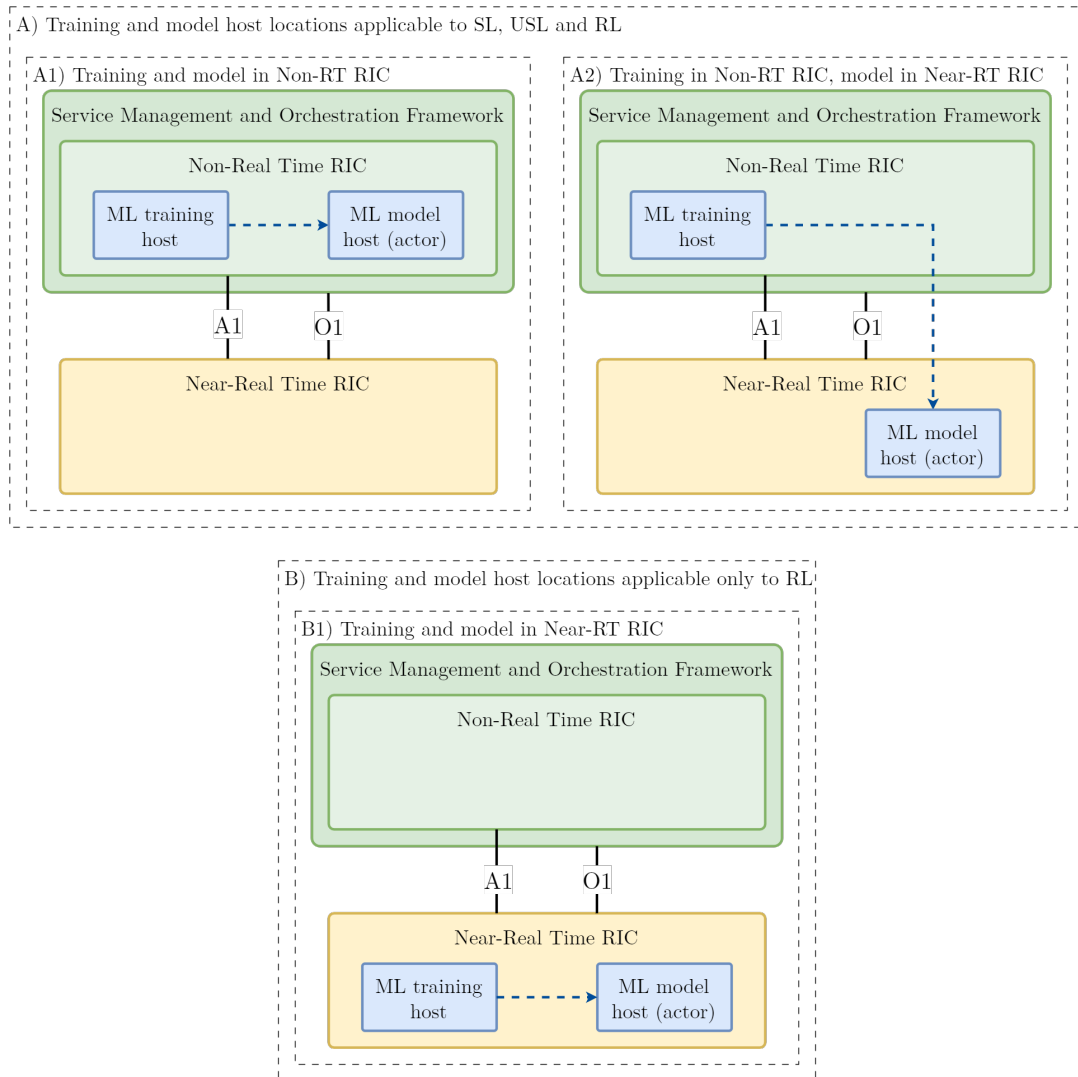 A) Training and model host locations applicable to SL, USL and RL
A1) Training and model in Non-RT RIC
Service Management and Orchestration Framework
Non-Real Time RIC
ML training
host
ML model
host (actor)
A1
O1
Near-Real Time RIC
A2) Training in Non-RT RIC, model in Near-RT RIC
Service Management and Orchestration Framework
Non-Real Time RIC
ML training
host
A1
O1
Near-Real Time RIC
ML model
host (actor)
B) Training and model host locations applicable only to RL
B1) Training and model in Near-RT RIC
Service Management and Orchestration Framework
Non-Real Time RIC
A1
O1
Near-Real Time RIC
ML training
host
ML model
host (actor)